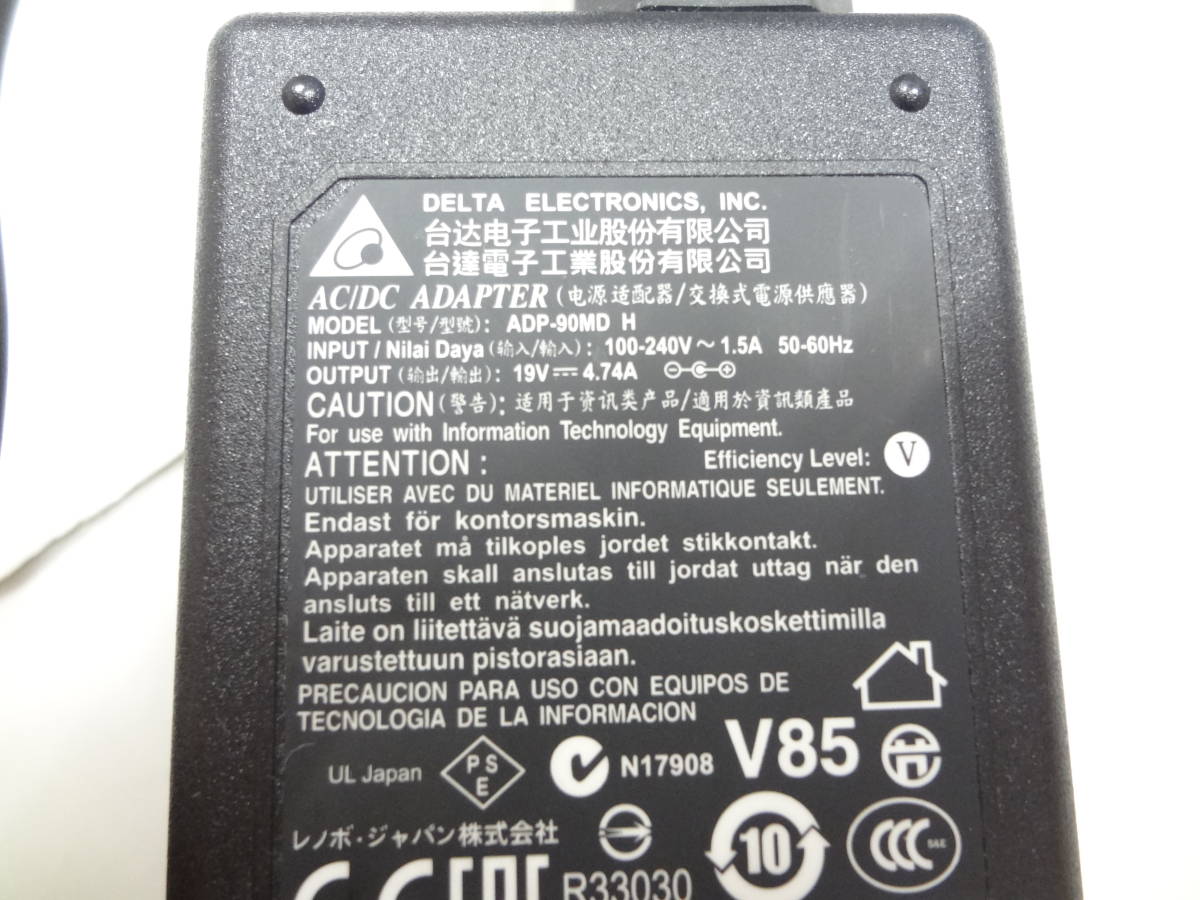 DELTA ELECTRONICS, INC.
台达电子工业股份有限公司
台達電子工業股份有限公司
AC/DC ADAPTER (电源适配器/交換式電源供應器)
MODEL (型号/型號): ADP-90MD H
INPUT / Nilai Daya (输入/輸入): 100-240V ～ 1.5A 50-60Hz
OUTPUT (输出/輸出): 19V ⎓ 4.74A
CAUTION (警告): 适用于资讯类产品/適用於資訊類產品
For use with Information Technology Equipment.
ATTENTION : Efficiency Level: V
UTILISER AVEC DU MATERIEL INFORMATIQUE SEULEMENT.
Endast för kontorsmaskin.
Apparatet må tilkoples jordet stikkontakt.
Apparaten skall anslutas till jordat uttag när den
ansluts till ett nätverk.
Laite on liitettävä suojamaadoituskoskettimilla
varustettuun pistorasiaan.
PRECAUCION PARA USO CON EQUIPOS DE
TECNOLOGIA DE LA INFORMACION
UL Japan PSE N17908 V85
レノボ・ジャパン株式会社
10 CCC S&E
CE EAC R33030